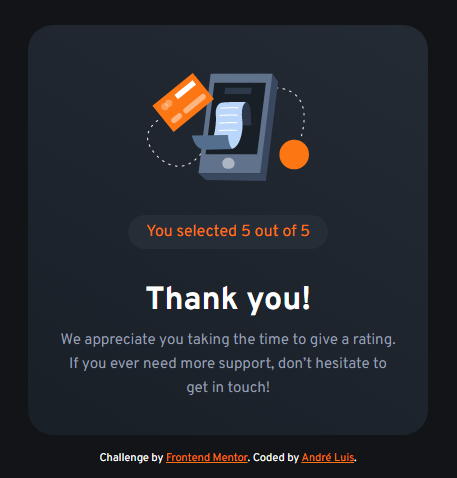 You selected 5 out of 5
Thank you!
We appreciate you taking the time to give a rating.
If you ever need more support, don’t hesitate to
get in touch!
Challenge by Frontend Mentor. Coded by André Luis.